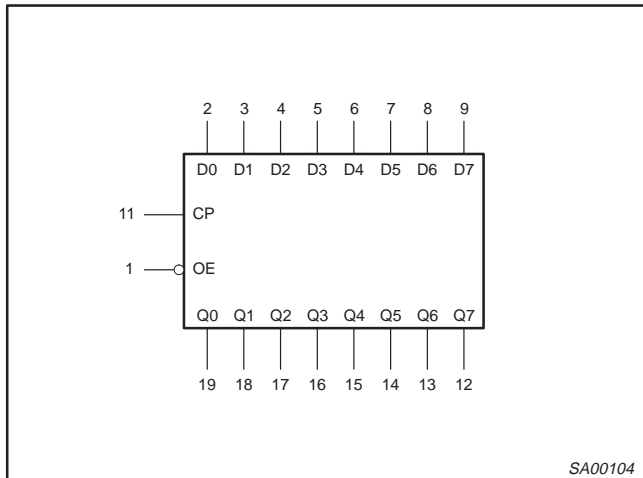 2 3 4 5 6 7 8 9
D0 D1 D2 D3 D4 D5 D6 D7
11 CP
1 OE
Q0 Q1 Q2 Q3 Q4 Q5 Q6 Q7
19 18 17 16 15 14 13 12
SA00104